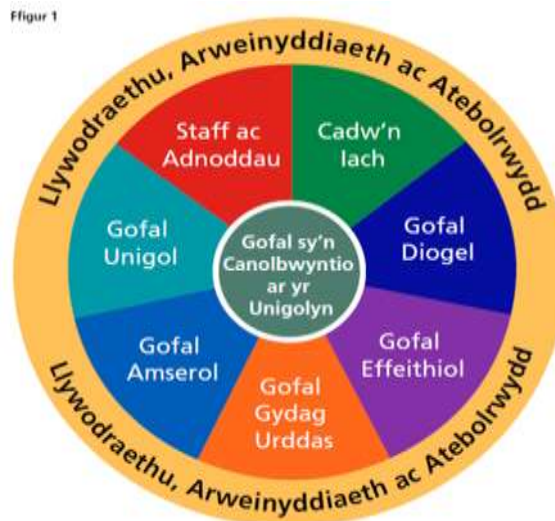 Ffigur 1
Llywodraethu, Arweinyddiaeth ac Atebolrwydd
Staff ac
Adnoddau
Cadw'n
Iach
Gofal
Unigol
Gofal
Diogel
Gofal sy'n
Canolbwyntio
ar yr
Unigolyn
Gofal
Amserol
Gofal
Effeithiol
Gofal
Gydag
Urddas
Llywodraethu, Arweinyddiaeth ac Atebolrwydd